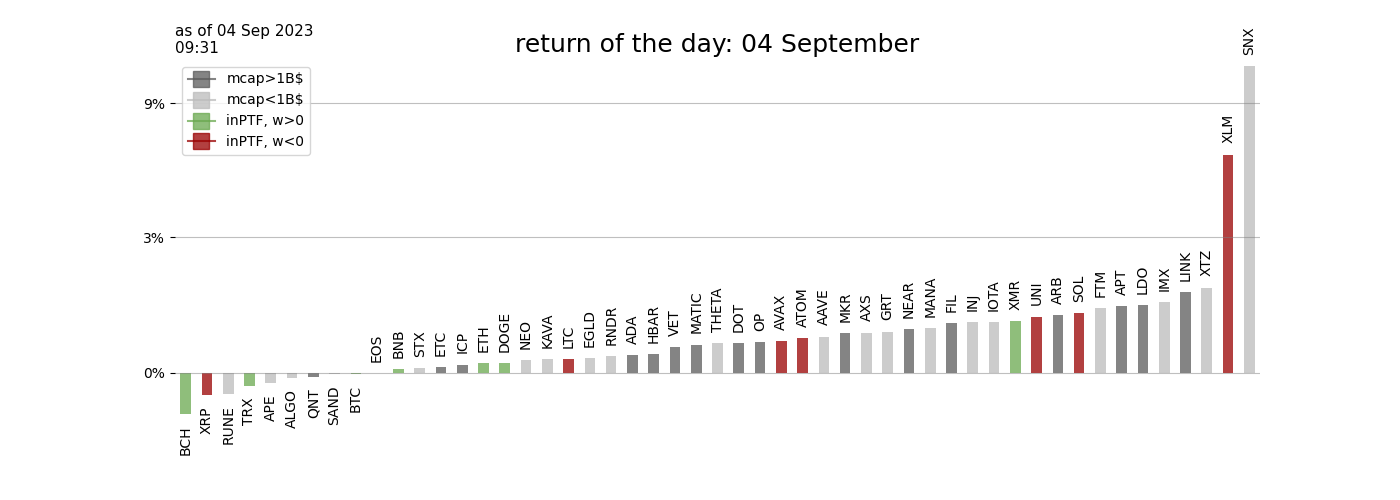 as of 04 Sep 2023
09:31
return of the day: 04 September
mcap>1B$
mcap<1B$
inPTF, w>0
inPTF, w<0
9%
3%
0%
BCH
XRP
RUNE
TRX
APE
ALGO
QNT
SAND
BTC
EOS
BNB
STX
ETC
ICP
ETH
DOGE
NEO
KAVA
LTC
EGLD
RNDR
ADA
HBAR
VET
MATIC
THETA
DOT
OP
AVAX
ATOM
AAVE
MKR
AXS
GRT
NEAR
MANA
FIL
INJ
IOTA
XMR
UNI
ARB
SOL
FTM
APT
LDO
IMX
LINK
XTZ
XLM
SNX